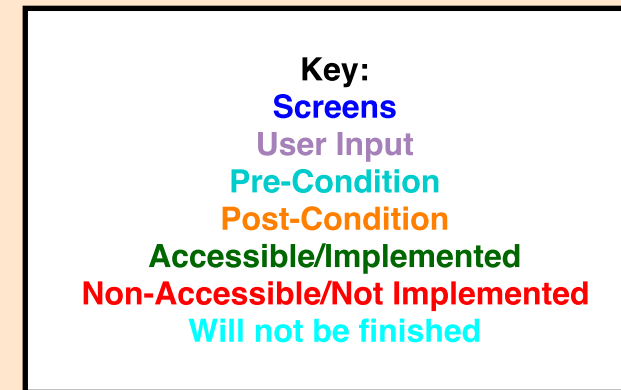 Key:
Screens
User Input
Pre-Condition
Post-Condition
Accessible/Implemented
Non-Accessible/Not Implemented
Will not be finished